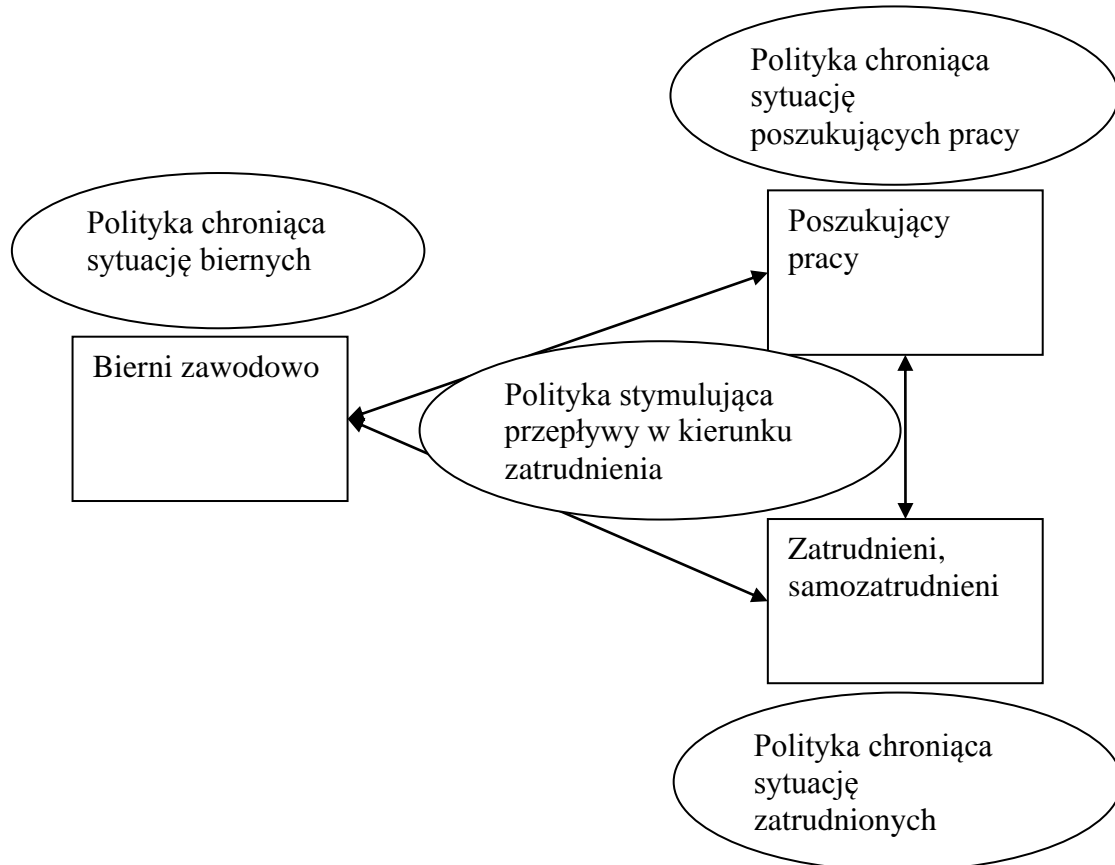 Polityka chroniąca
sytuację
poszukujących pracy
Polityka chroniąca
sytuację biernych
Poszukujący
pracy
Bierni zawodowo
Polityka stymulująca
przepływy w kierunku
zatrudnienia
Zatrudnieni,
samozatrudnieni
Polityka chroniąca
sytuację
zatrudnionych